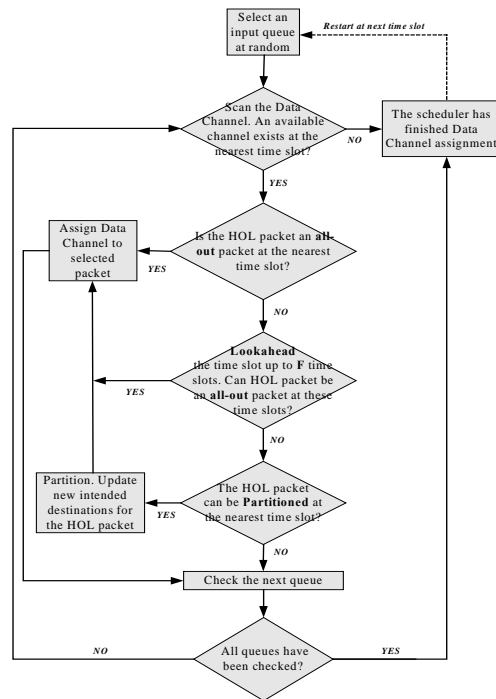 Select an
input queue
at random
Restart at next time slot
Scan the Data
Channel. An available
channel exists at the
nearest time slot?
NO
The scheduler has
finished Data
Channel assignment
YES
Assign Data
Channel to
selected
packet
YES
Is the HOL packet an all-
out packet at the nearest
time slot?
NO
Lookahead
the time slot up to F time
slots. Can HOL packet be
an all-out packet at these
time slots?
YES
NO
Partition. Update
new intended
destinations for
the HOL packet
YES
The HOL packet
can be Partitioned at
the nearest time slot?
NO
Check the next queue
NO
All queues have
been checked?
YES